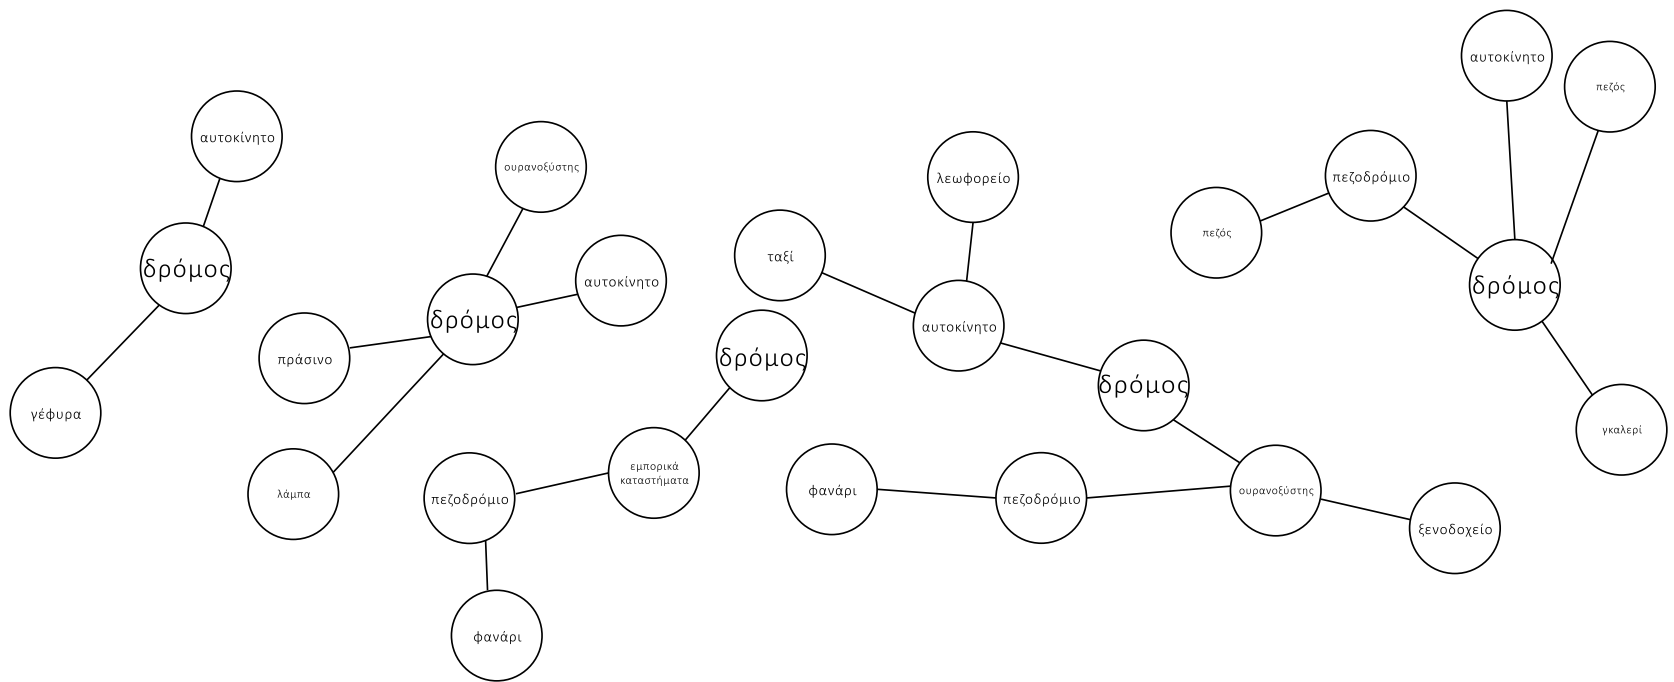 αυτοκίνητο
δρόμος
γέφυρα
ουρανοξύστης
αυτοκίνητο
δρόμος
πράσινο
λάμπα
δρόμος
εμπορικά
καταστήματα
πεζοδρόμιο
φανάρι
λεωφορείο
ταξί
αυτοκίνητο
δρόμος
φανάρι
πεζοδρόμιο
ουρανοξύστης
ξενοδοχείο
αυτοκίνητο
πεζός
πεζοδρόμιο
πεζός
δρόμος
γκαλερί